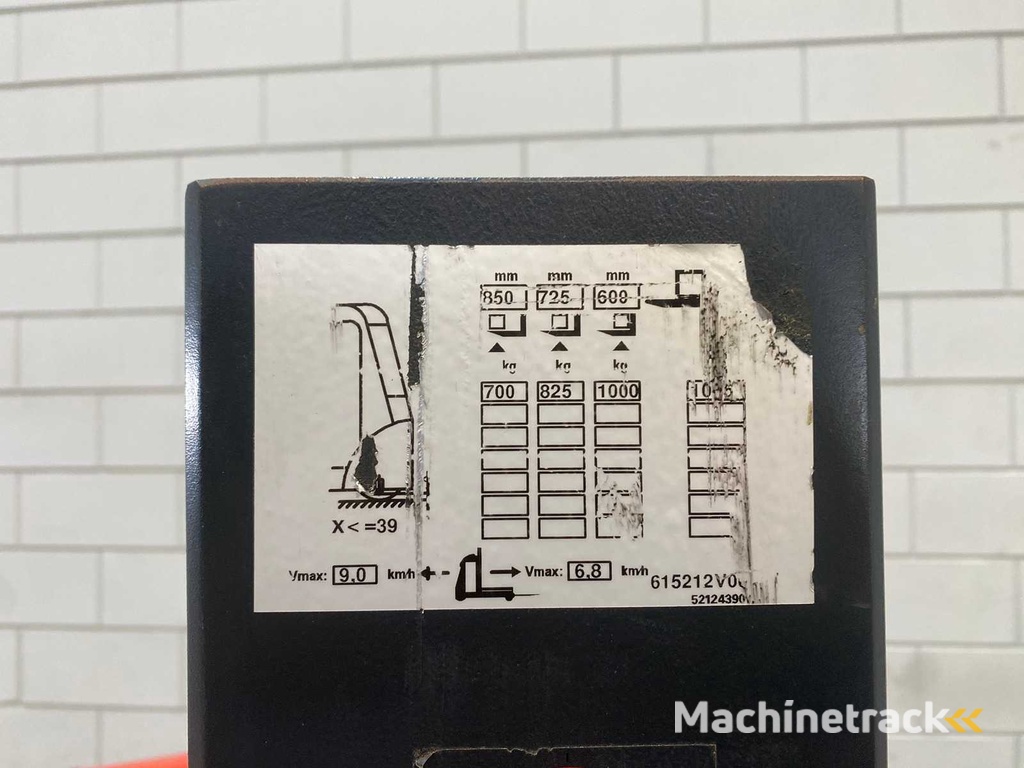 mm mm mm
850 725 600
kg kg kg
700 825 1000
X < =39
Vmax: 9,0 km/h Vmax: 6,8 km/h
615212V0
52124390
Machinetrack